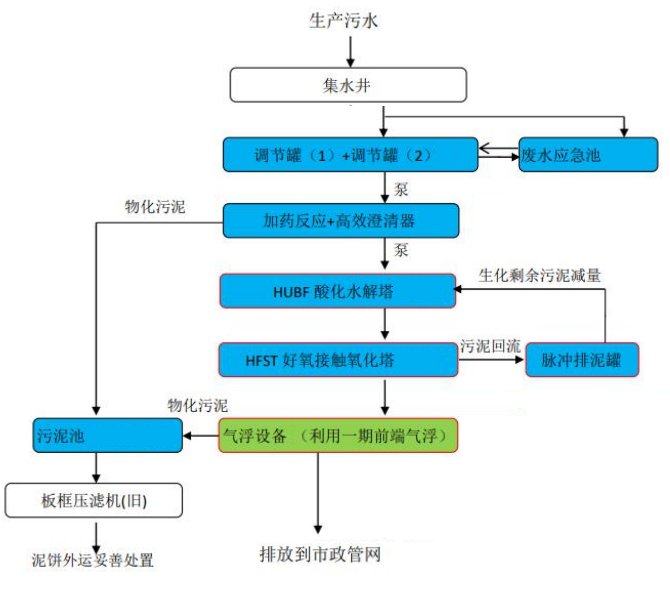 生产污水
集水井
调节罐（1）+调节罐（2）
废水应急池
泵
物化污泥
加药反应+高效澄清器
泵
生化剩余污泥减量
HUBF 酸化水解塔
污泥回流
HFST 好氧接触氧化塔
脉冲排泥罐
物化污泥
污泥池
气浮设备 （利用一期前端气浮）
板框压滤机(旧)
泥饼外运妥善处置
排放到市政管网